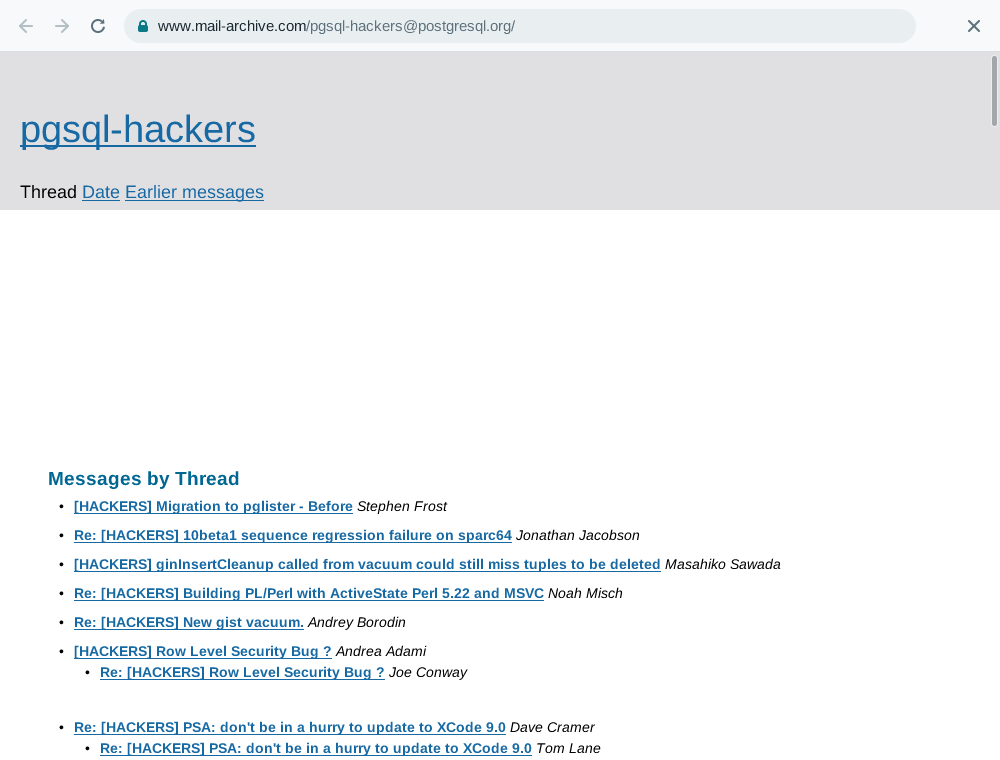 www.mail-archive.com/pgsql-hackers@postgresql.org/
pgsql-hackers
Thread Date Earlier messages
Messages by Thread
• [HACKERS] Migration to pglister - Before Stephen Frost
• Re: [HACKERS] 10beta1 sequence regression failure on sparc64 Jonathan Jacobson
• [HACKERS] ginInsertCleanup called from vacuum could still miss tuples to be deleted Masahiko Sawada
• Re: [HACKERS] Building PL/Perl with ActiveState Perl 5.22 and MSVC Noah Misch
• Re: [HACKERS] New gist vacuum. Andrey Borodin
• [HACKERS] Row Level Security Bug ? Andrea Adami
• Re: [HACKERS] Row Level Security Bug ? Joe Conway
• Re: [HACKERS] PSA: don't be in a hurry to update to XCode 9.0 Dave Cramer
• Re: [HACKERS] PSA: don't be in a hurry to update to XCode 9.0 Tom Lane